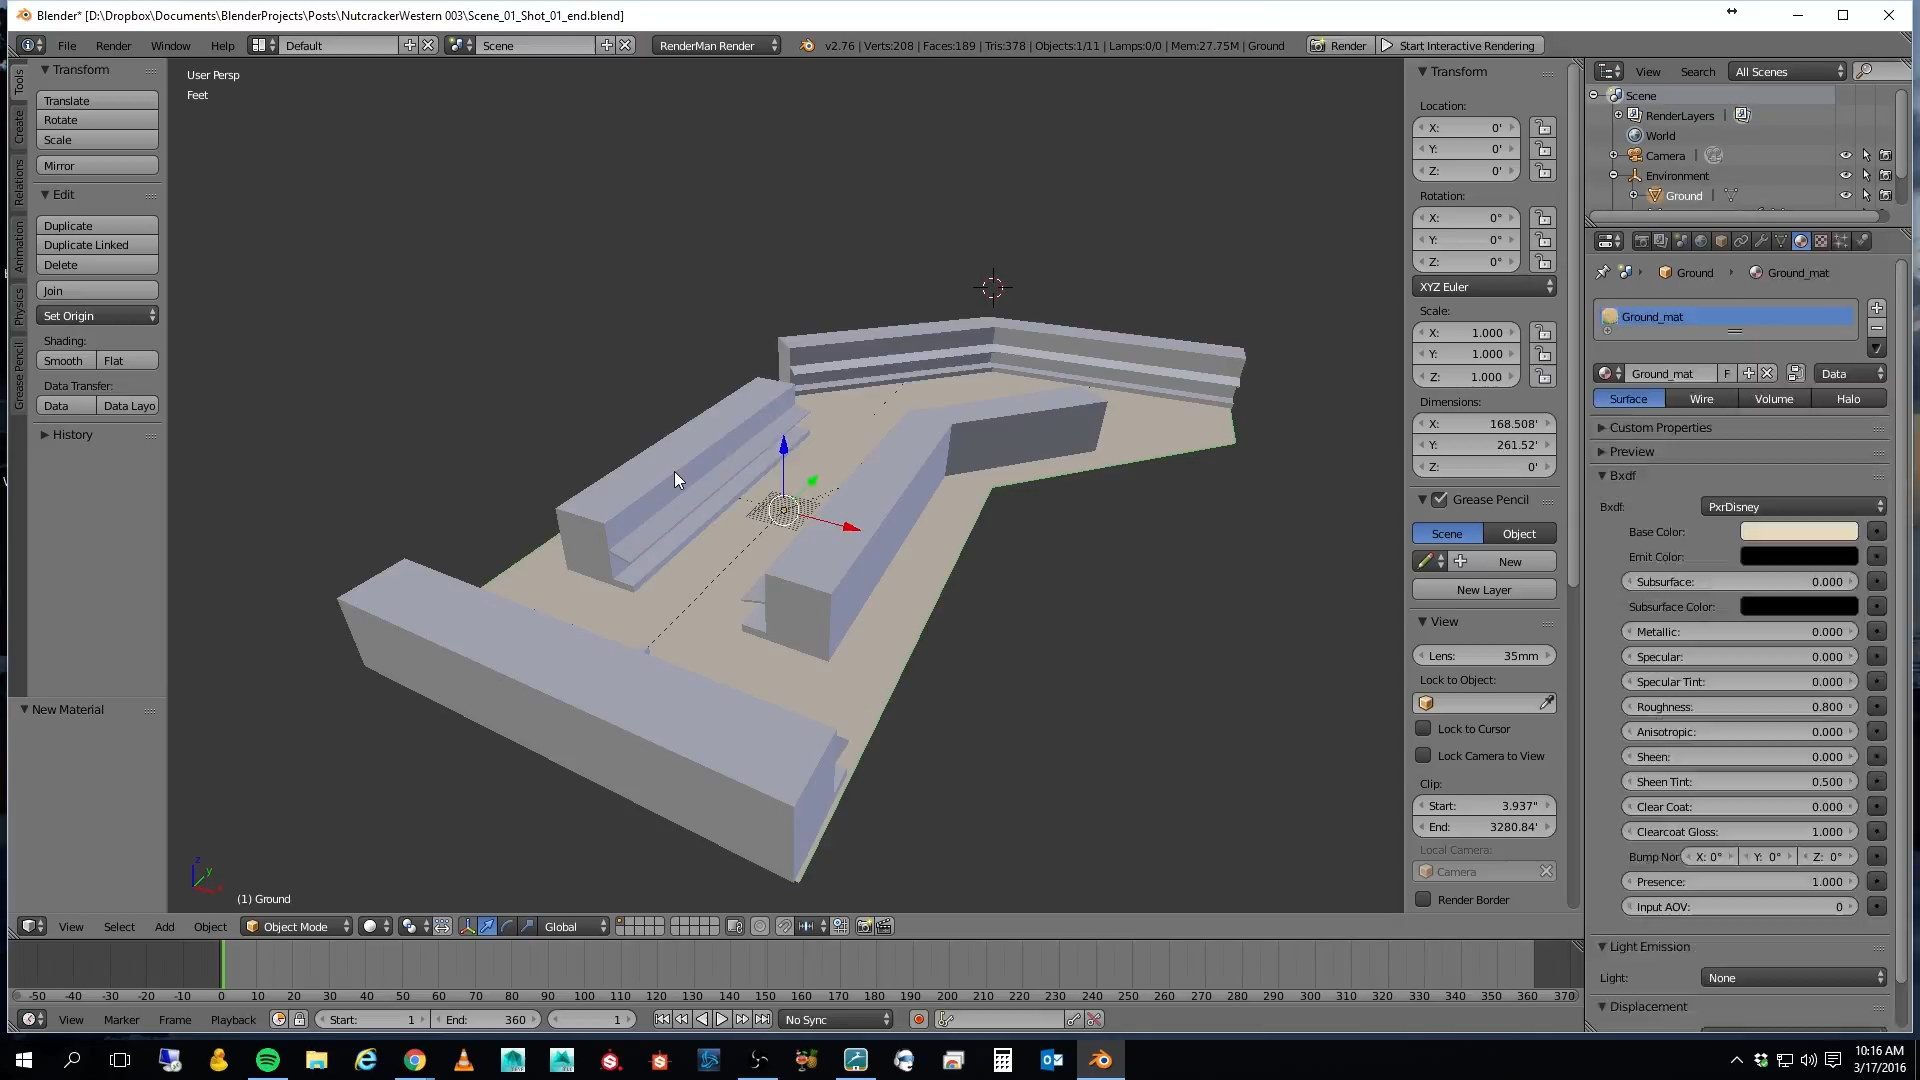 Blender* [D:\Dropbox\Documents\BlenderProjects\Posts\NutcrackerWestern 003\Scene_01_Shot_01_end.blend]
File Render Window Help Default Scene RenderMan Render v2.76 | Verts:208 | Faces:189 | Tris:378 | Objects:1/11 | Lamps:0/0 | Mem:27.75M | Ground Render Start Interactive Rendering
Tools
Create
Relations
Animation
Physics
Grease Pencil
Transform
Translate
Rotate
Scale
Mirror
Edit
Duplicate
Duplicate Linked
Delete
Join
Set Origin
Shading:
Smooth Flat
Data Transfer:
Data Data Layo
History
New Material
User Persp
Feet
z
y
(1) Ground
Transform
Location:
X: 0'
Y: 0'
Z: 0'
Rotation:
X: 0°
Y: 0°
Z: 0°
XYZ Euler
Scale:
X: 1.000
Y: 1.000
Z: 1.000
Dimensions:
X: 168.508'
Y: 261.52'
Z: 0'
Grease Pencil
Scene Object
New
New Layer
View
Lens: 35mm
Lock to Object:
Lock to Cursor
Lock Camera to View
Clip:
Start: 3.937"
End: 3280.84'
Local Camera:
Camera
Render Border
View Search All Scenes
Scene
RenderLayers
World
Camera
Environment
Ground
Ground Ground_mat
Ground_mat
Ground_mat F Data
Surface Wire Volume Halo
Custom Properties
Preview
Bxdf
Bxdf: PxrDisney
Base Color:
Emit Color:
Subsurface: 0.000
Subsurface Color:
Metallic: 0.000
Specular: 0.000
Specular Tint: 0.000
Roughness: 0.800
Anisotropic: 0.000
Sheen: 0.000
Sheen Tint: 0.500
Clear Coat: 0.000
Clearcoat Gloss: 1.000
Bump Nor X: 0° Y: 0° Z: 0°
Presence: 1.000
Input AOV: 0
Light Emission
Light: None
Displacement
View Select Add Object Object Mode Global
-50 -40 -30 -20 -10 0 10 20 30 40 50 60 70 80 90 100 110 120 130 140 150 160 170 180 190 200 210 220 230 240 250 260 270 280 290 300 310 320 330 340 350 360 370
View Marker Frame Playback Start: 1 End: 360 1 No Sync
10:16 AM
3/17/2016